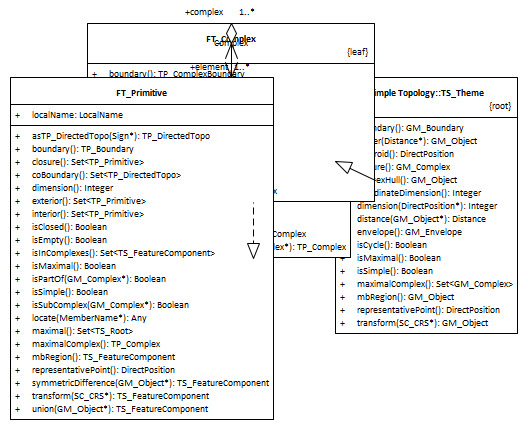 +complex 1..*
FT_Complex
Complex
{leaf}
+element 1..*
+ boundary(): TP_ComplexBoundary
FT_Primitive
+ localName: LocalName
+ asTP_DirectedTopo(Sign*): TP_DirectedTopo
+ boundary(): TP_Boundary
+ closure(): Set<TP_Primitive>
+ coBoundary(): Set<TP_DirectedTopo>
+ dimension(): Integer
+ exterior(): Set<TP_Primitive>
+ interior(): Set<TP_Primitive>
+ isClosed(): Boolean
+ isEmpty(): Boolean
+ isInComplexes(): Set<TS_FeatureComponent>
+ isMaximal(): Boolean
+ isPartOf(GM_Complex*): Boolean
+ isSimple(): Boolean
+ isSubComplex(GM_Complex*): Boolean
+ locate(MemberName*): Any
+ maximal(): Set<TS_Root>
+ maximalComplex(): TP_Complex
+ mbRegion(): TS_FeatureComponent
+ representativePoint(): DirectPosition
+ symmetricDifference(GM_Object*): TS_FeatureComponent
+ transform(SC_CRS*): TS_FeatureComponent
+ union(GM_Object*): TS_FeatureComponent
ex
Complex
lex*): TP_Complex
imple Topology::TS_Theme
{root}
ndary(): GM_Boundary
er(Distance*): GM_Object
roid(): DirectPosition
ure(): GM_Complex
exHull(): GM_Object
rdinateDimension(): Integer
dimension(DirectPosition*): Integer
distance(GM_Object*): Distance
envelope(): GM_Envelope
isCycle(): Boolean
+ isMaximal(): Boolean
+ isSimple(): Boolean
+ maximalComplex(): Set<GM_Complex>
+ mbRegion(): GM_Object
+ representativePoint(): DirectPosition
+ transform(SC_CRS*): GM_Object